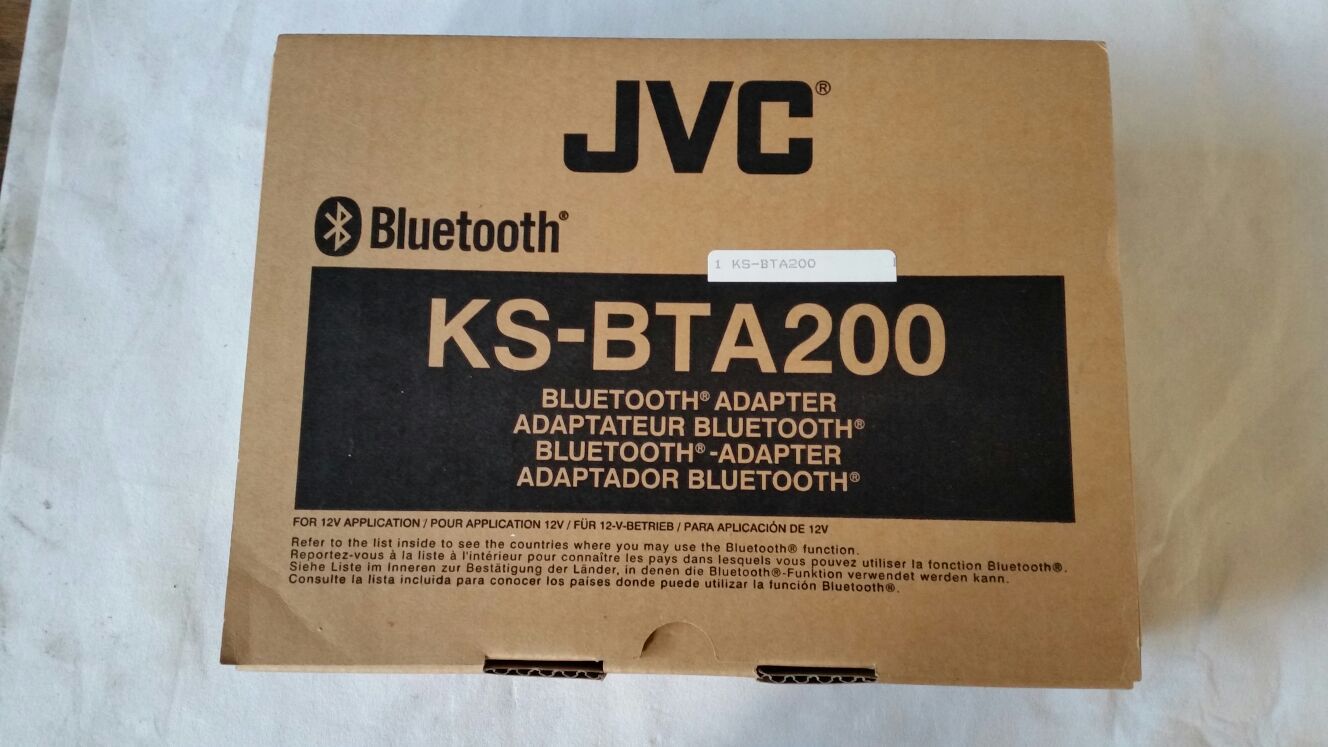 JVC®
Bluetooth®
1 KS-BTA200
KS-BTA200
BLUETOOTH® ADAPTER
ADAPTATEUR BLUETOOTH®
BLUETOOTH® -ADAPTER
ADAPTADOR BLUETOOTH®
FOR 12V APPLICATION / POUR APPLICATION 12V / FÜR 12-V-BETRIEB / PARA APLICACIÓN DE 12V
Refer to the list inside to see the countries where you may use the Bluetooth® function.
Reportez-vous à la liste à l'intérieur pour connaître les pays dans lesquels vous pouvez utiliser la fonction Bluetooth®.
Siehe Liste im Inneren zur Bestätigung der Länder, in denen die Bluetooth®-Funktion verwendet werden kann.
Consulte la lista incluida para conocer los países donde puede utilizar la función Bluetooth®.